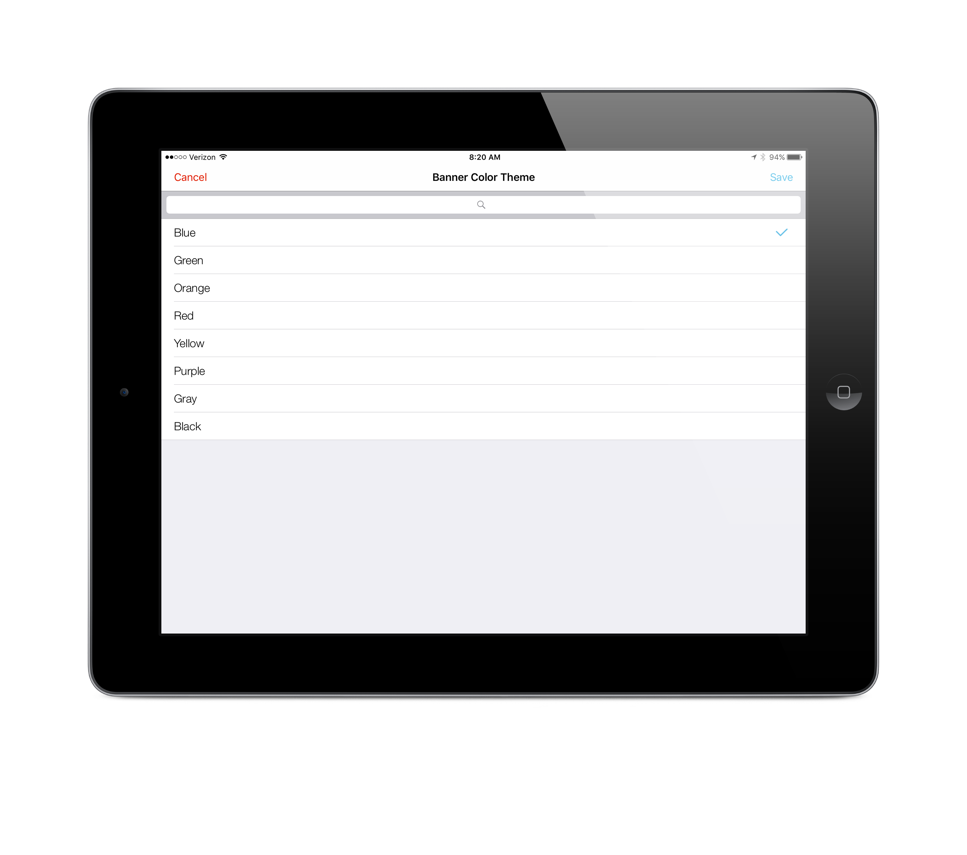 Verizon 8:20 AM 94%
Cancel Banner Color Theme Save
Blue
Green
Orange
Red
Yellow
Purple
Gray
Black